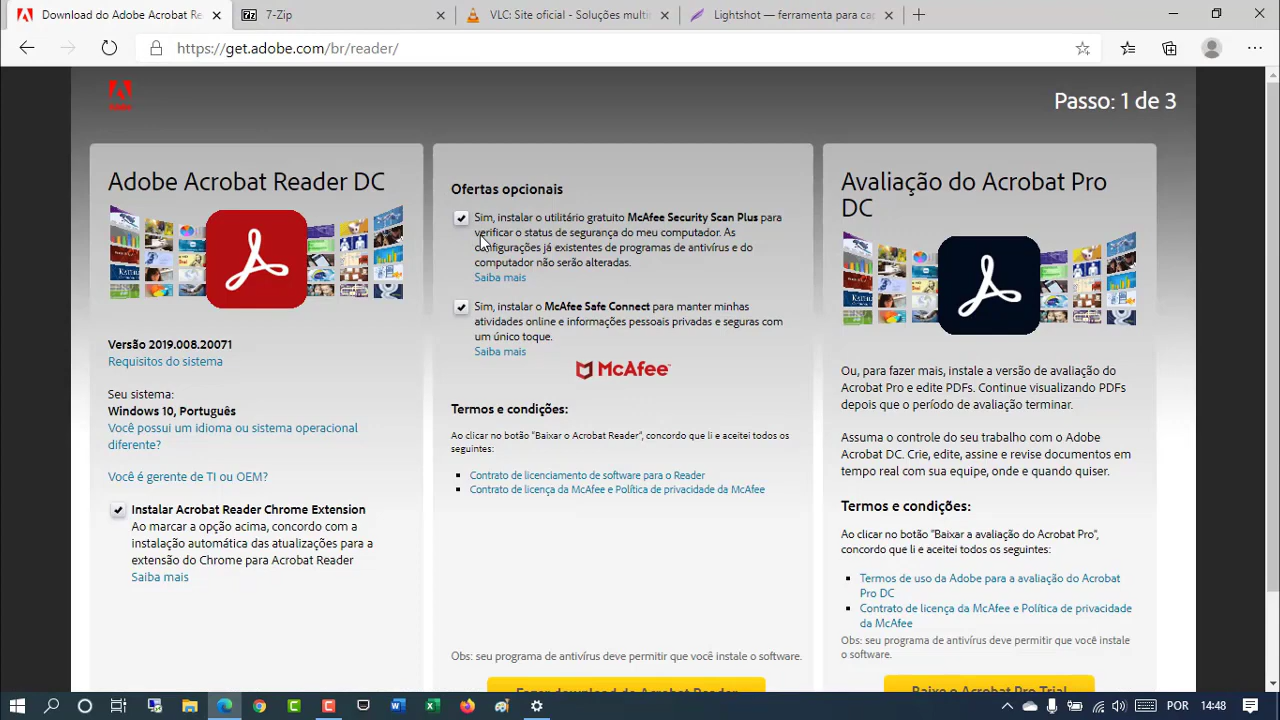 Download do Adobe Acrobat Re
7-Zip
VLC: Site oficial - Soluções multi
Lightshot — ferramenta para cap
https://get.adobe.com/br/reader/
Passo: 1 de 3
Adobe Acrobat Reader DC
Versão 2019.008.20071
Requisitos do sistema
Seu sistema:
Windows 10, Português
Você possui um idioma ou sistema operacional
diferente?
Você é gerente de TI ou OEM?
Instalar Acrobat Reader Chrome Extension
Ao marcar a opção acima, concordo com a
instalação automática das atualizações para a
extensão do Chrome para Acrobat Reader
Saiba mais
Ofertas opcionais
Sim, instalar o utilitário gratuito McAfee Security Scan Plus para
verificar o status de segurança do meu computador. As
configurações já existentes de programas de antivírus e do
computador não serão alteradas.
Saiba mais
Sim, instalar o McAfee Safe Connect para manter minhas
atividades online e informações pessoais privadas e seguras com
um único toque.
Saiba mais
McAfee
Termos e condições:
Ao clicar no botão "Baixar o Acrobat Reader", concordo que li e aceitei todos os
seguintes:
Contrato de licenciamento de software para o Reader
Contrato de licença da McAfee e Política de privacidade da McAfee
Obs: seu programa de antivírus deve permitir que você instale o software.
Fazer download do Acrobat Reader
Avaliação do Acrobat Pro
DC
Ou, para fazer mais, instale a versão de avaliação do
Acrobat Pro e edite PDFs. Continue visualizando PDFs
depois que o período de avaliação terminar.
Assuma o controle do seu trabalho com o Adobe
Acrobat DC. Crie, edite, assine e revise documentos em
tempo real com sua equipe, onde e quando quiser.
Termos e condições:
Ao clicar no botão "Baixar a avaliação do Acrobat Pro",
concordo que li e aceitei todos os seguintes:
Termos de uso da Adobe para a avaliação do Acrobat
Pro DC
Contrato de licença da McAfee e Política de privacidade
da McAfee
Obs: seu programa de antivírus deve permitir que você instale
o software.
Baixe o Acrobat Pro Trial
POR
14:48